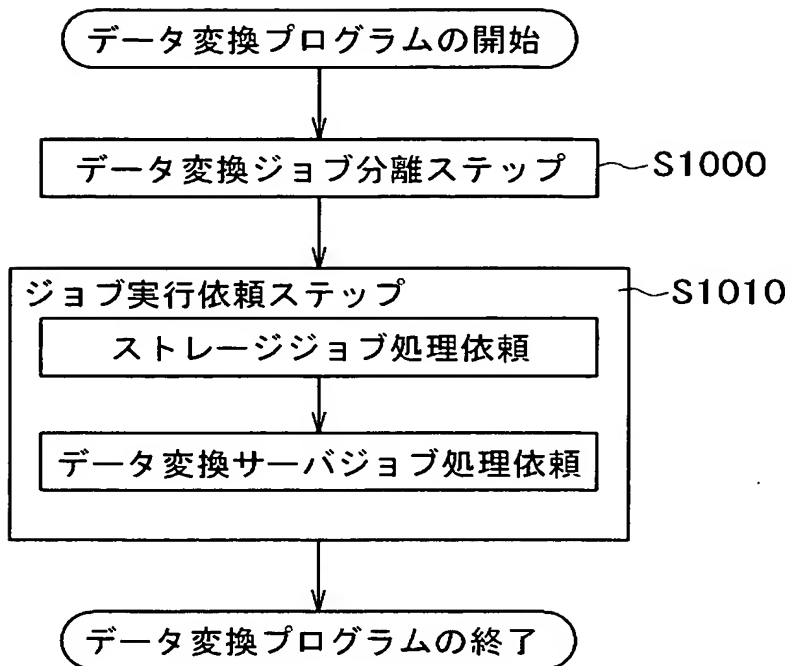 データ変換プログラムの開始
データ変換ジョブ分離ステップ
S1000
ジョブ実行依頼ステップ
S1010
ストレージジョブ処理依頼
データ変換サーバジョブ処理依頼
データ変換プログラムの終了